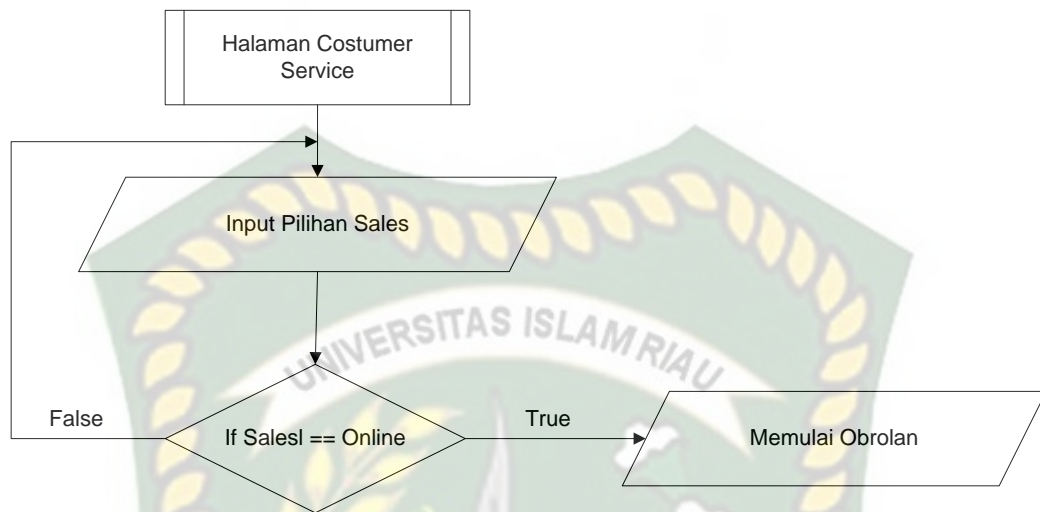 Halaman Costumer
Service
Input Pilihan Sales
UNIVERSITAS ISLAM RIAU
False
If Salesl == Online
True
Memulai Obrolan